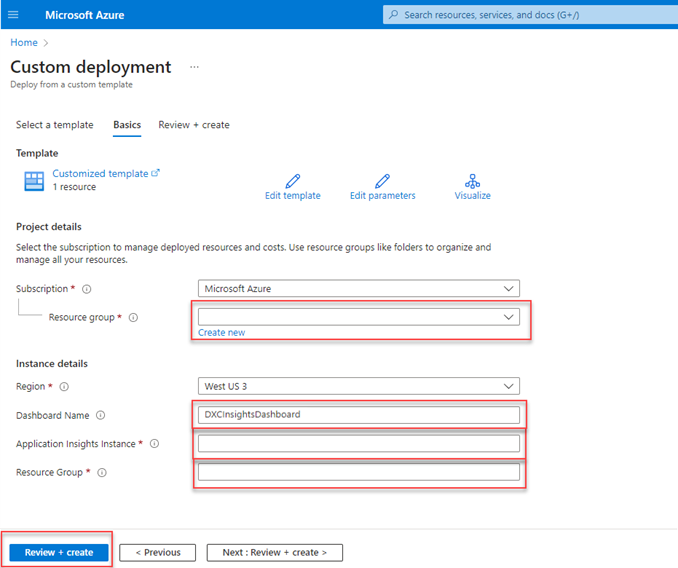 Microsoft Azure
Search resources, services, and docs (G+/)
Home >
Custom deployment ...
Deploy from a custom template
Select a template Basics Review + create
Template
Customized template
1 resource
Edit template Edit parameters Visualize
Project details
Select the subscription to manage deployed resources and costs. Use resource groups like folders to organize and
manage all your resources.
Subscription * Microsoft Azure
Resource group *
Create new
Instance details
Region * West US 3
Dashboard Name DXCInsightsDashboard
Application Insights Instance *
Resource Group *
Review + create < Previous Next : Review + create >